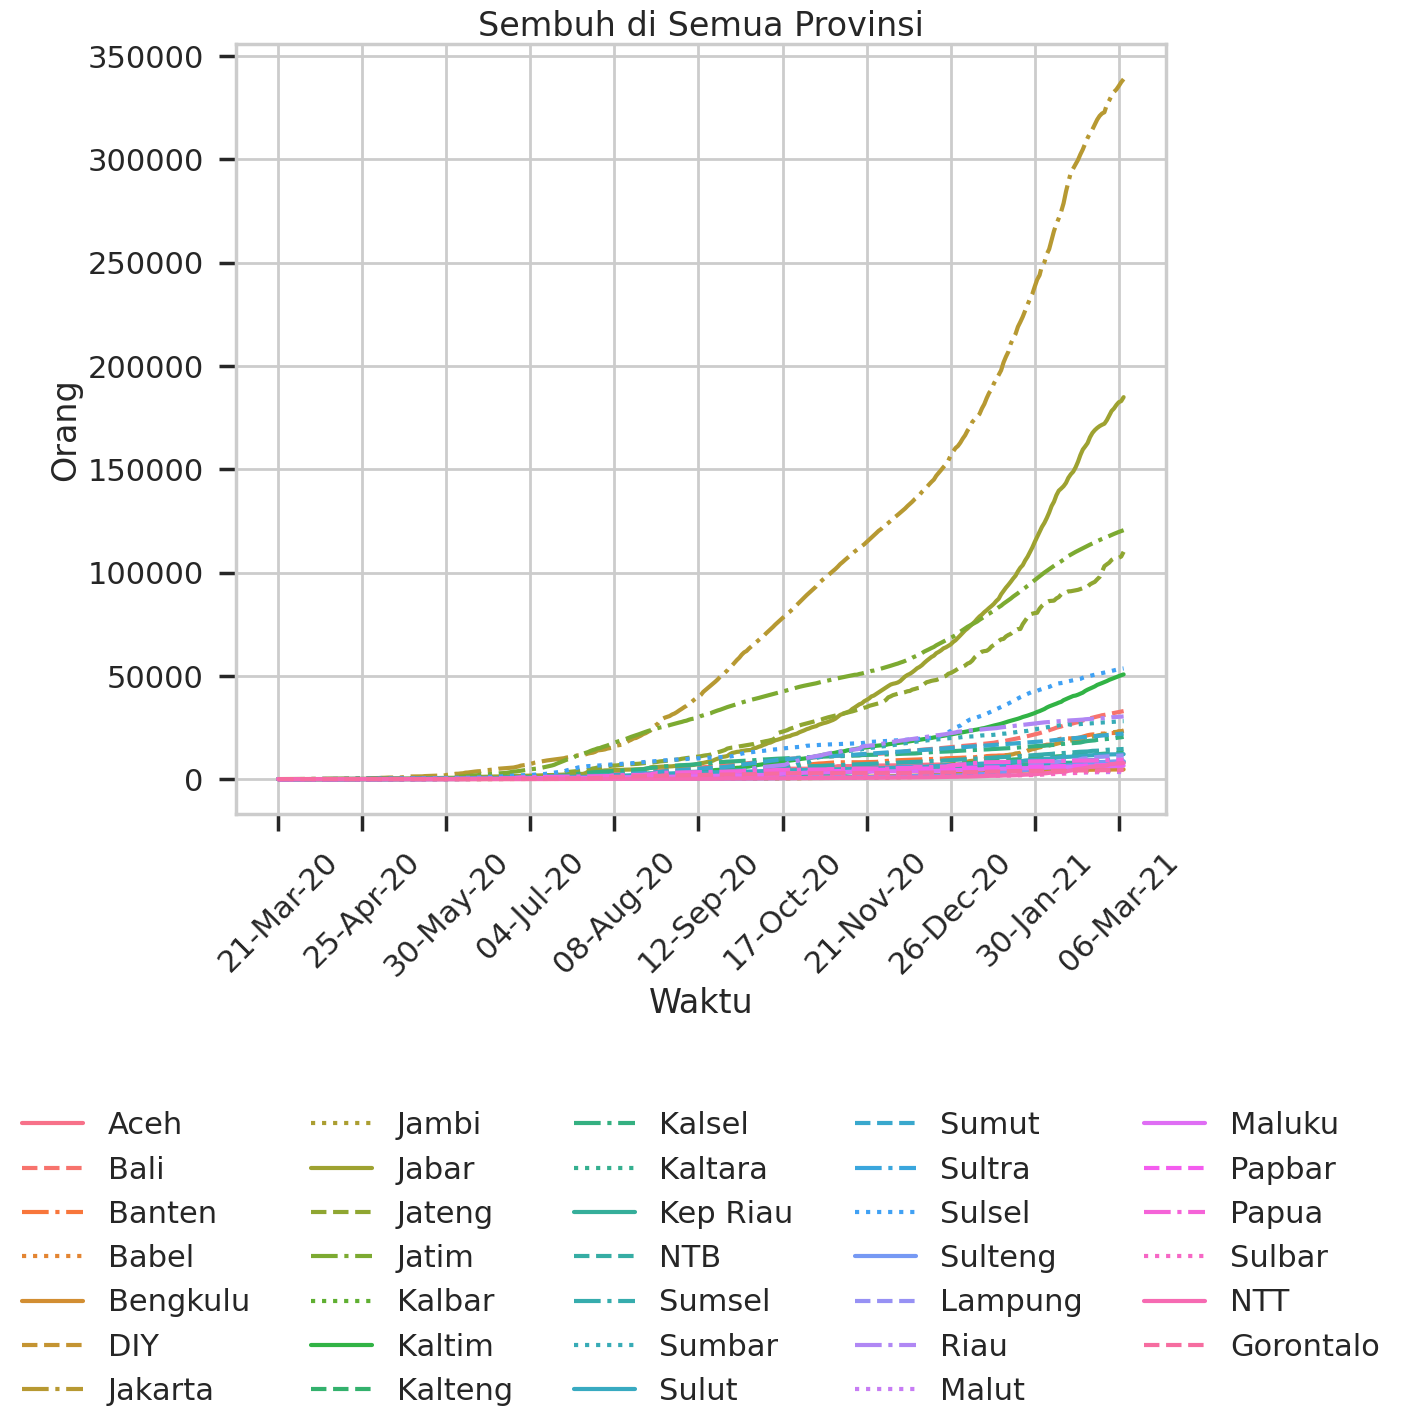 Sembuh di Semua Provinsi
350000
300000
250000
200000
150000
100000
50000
0
Orang
21-Mar-20
25-Apr-20
30-May-20
04-Jul-20
08-Aug-20
12-Sep-20
17-Oct-20
21-Nov-20
26-Dec-20
30-Jan-21
06-Mar-21
Waktu
Aceh
Bali
Banten
Babel
Bengkulu
DIY
Jakarta
Jambi
Jabar
Jateng
Jatim
Kalbar
Kaltim
Kalteng
Kalsel
Kaltara
Kep Riau
NTB
Sumsel
Sumbar
Sulut
Sumut
Sultra
Sulsel
Sulteng
Lampung
Riau
Malut
Maluku
Papbar
Papua
Sulbar
NTT
Gorontalo